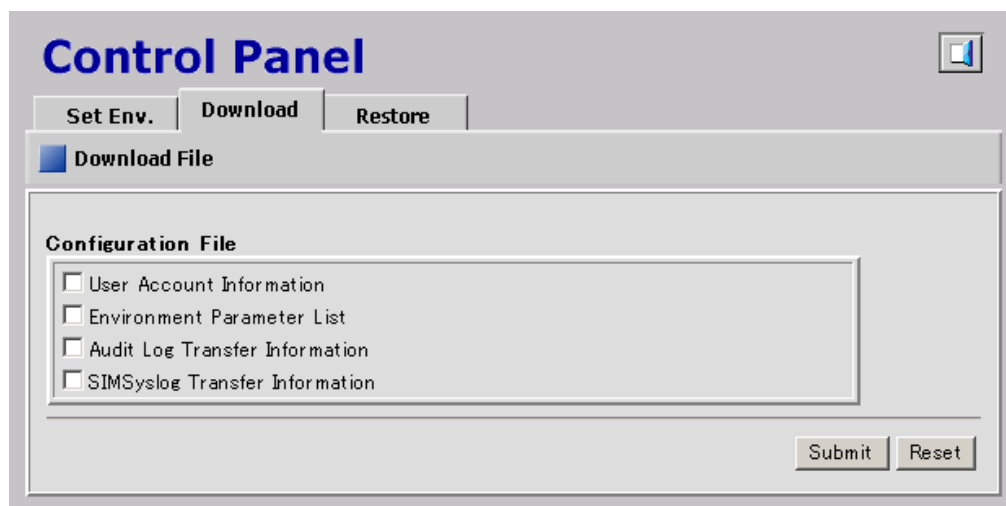 Control Panel
Set Env. Download Restore
Download File
Configuration File
User Account Information
Environment Parameter List
Audit Log Transfer Information
SIMSyslog Transfer Information
Submit Reset